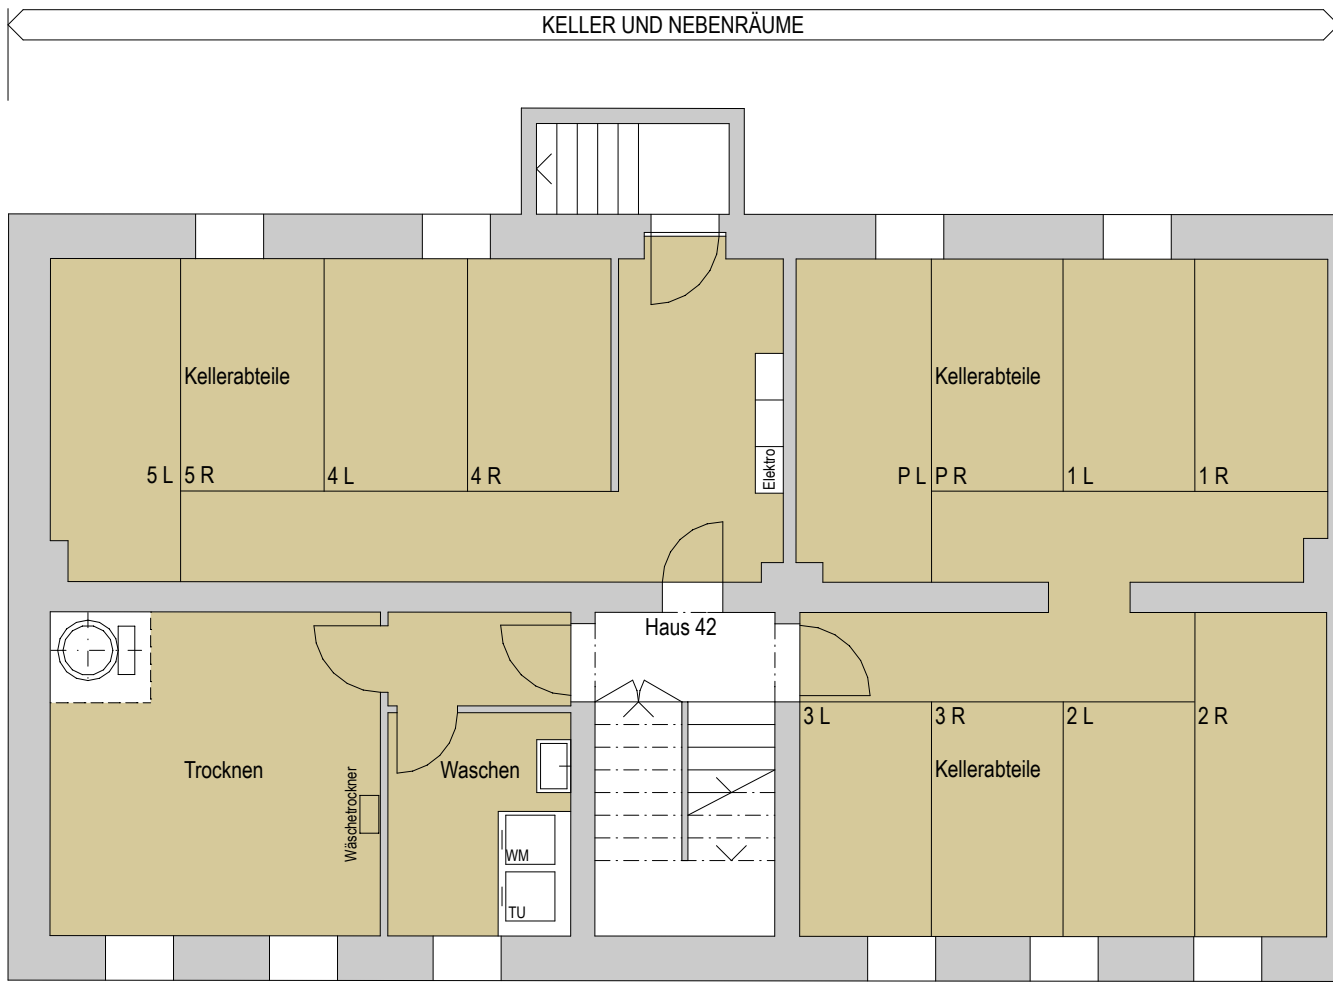 KELLER UND NEBENRÄUME
Kellerabteile
Kellerabteile
5 L 5 R 4 L 4 R
Elektro
P L P R 1 L 1 R
Haus 42
3 L 3 R 2 L 2 R
Trocknen
Waschen
Kellerabteile
Wäschetrockner
WM
TU